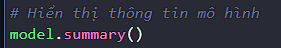 # Hiển thị thông tin mô hình
model.summary()